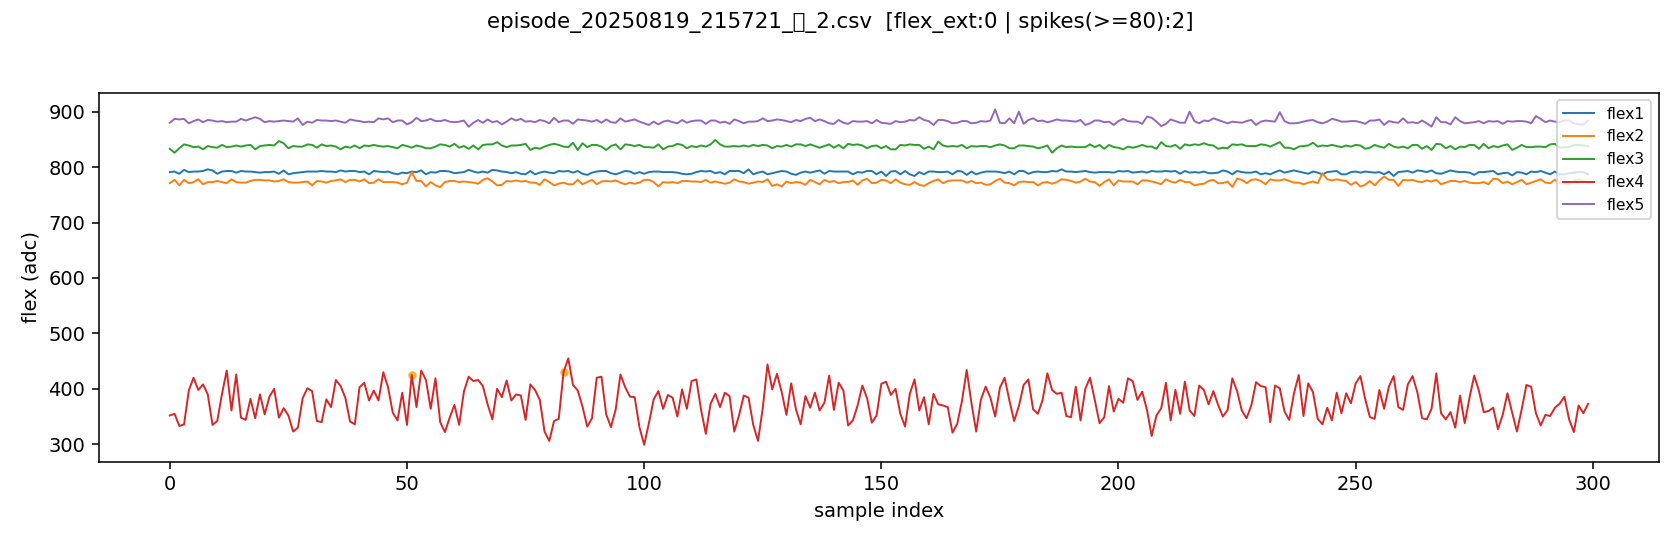 episode_20250819_215721_▯_2.csv [flex_ext:0 | spikes(>=80):2]
900
800
700
600
500
400
300
flex (adc)
0
50
100
150
200
250
300
sample index
flex1
flex2
flex3
flex4
flex5